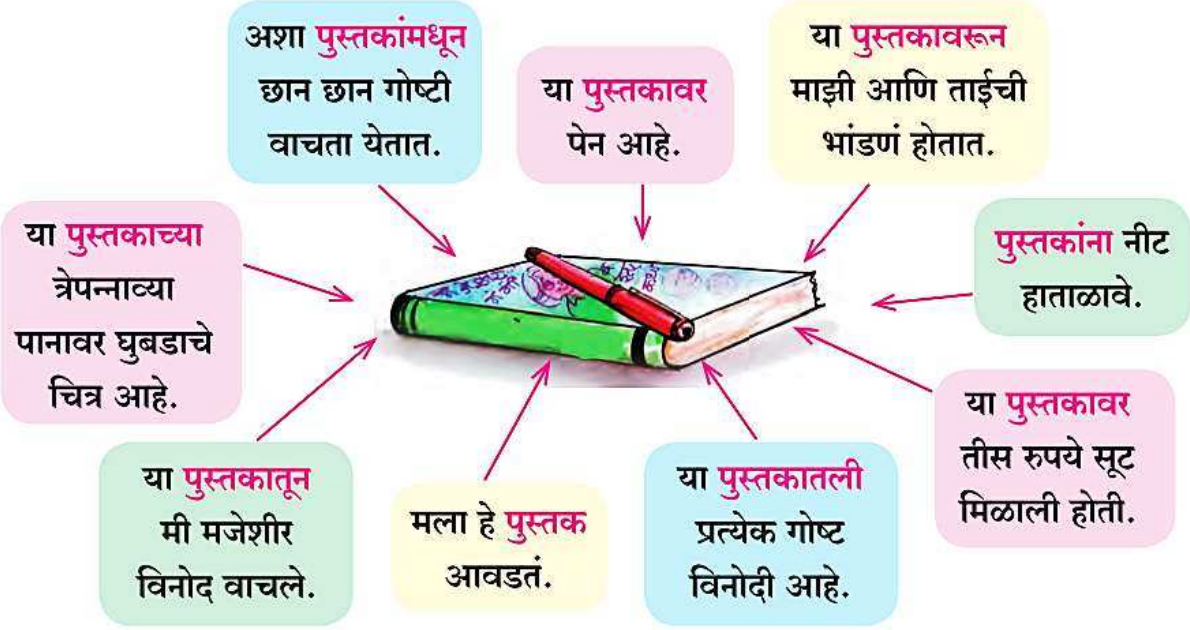 अशा पुस्तकांमधून
छान छान गोष्टी
वाचता येतात.
या पुस्तकावर
पेन आहे.
या पुस्तकावरून
माझी आणि ताईची
भांडणं होतात.
या पुस्तकाच्या
त्रेपन्नाव्या
पानावर घुबडाचे
चित्र आहे.
पुस्तकांना नीट
हाताळावे.
या पुस्तकातून
मी मजेशीर
विनोद वाचले.
मला हे पुस्तक
आवडतं.
या पुस्तकातली
प्रत्येक गोष्ट
विनोदी आहे.
या पुस्तकावर
तीस रुपये सूट
मिळाली होती.